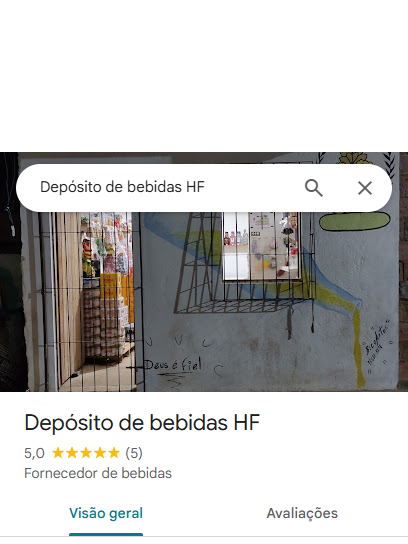 Depósito de bebidas HF
Deus é fiel
Depósito de bebidas HF
5,0 (5)
Fornecedor de bebidas
Visão geral
Avaliações